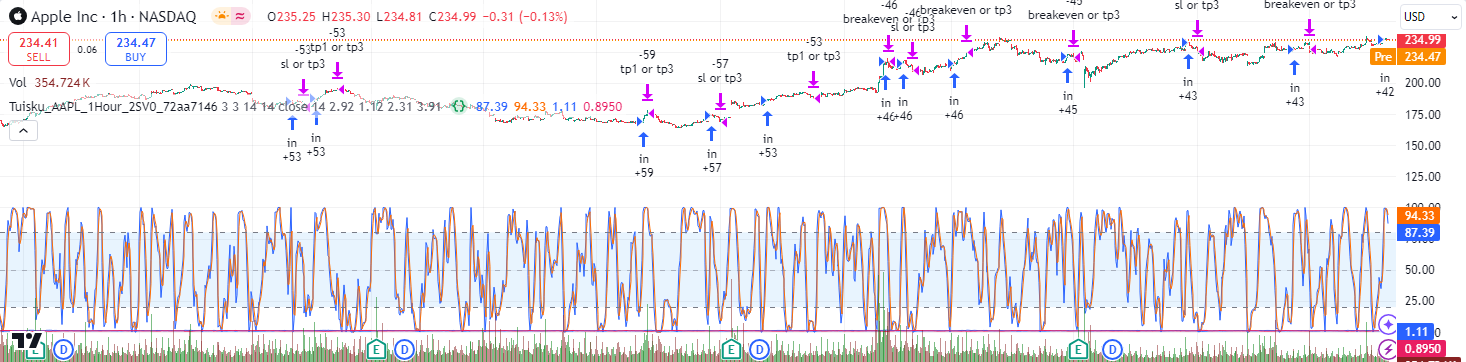 Apple Inc · 1h · NASDAQ O235.25 H235.30 L234.81 C234.99 −0.31 (−0.13%)
234.41
SELL
0.06
234.47
BUY
Vol 354.724 K
Tuisku_AAPL_1Hour_2SV0_72aa7146 3 3 14 14 14 close 14 2.92 1.12 2.31 3.91 87.39 94.33 1.11 0.8950
-53
sl or tp3
-53
tp1 or tp3
in
+53
in
+53
-59
tp1 or tp3
in
+59
-57
sl or tp3
in
+57
-53
tp1 or tp3
in
+53
-46
breakeven or tp3
-46
sl or tp3
in
+46
in
+46
breakeven or tp3
in
+46
-45
breakeven or tp3
in
+45
sl or tp3
in
+43
breakeven or tp3
in
+43
in
+42
USD
234.99
Pre 234.47
200.00
175.00
150.00
125.00
100.00
94.33
87.39
50.00
25.00
1.11
0.8950
E
D
E
D
E
D
E
D